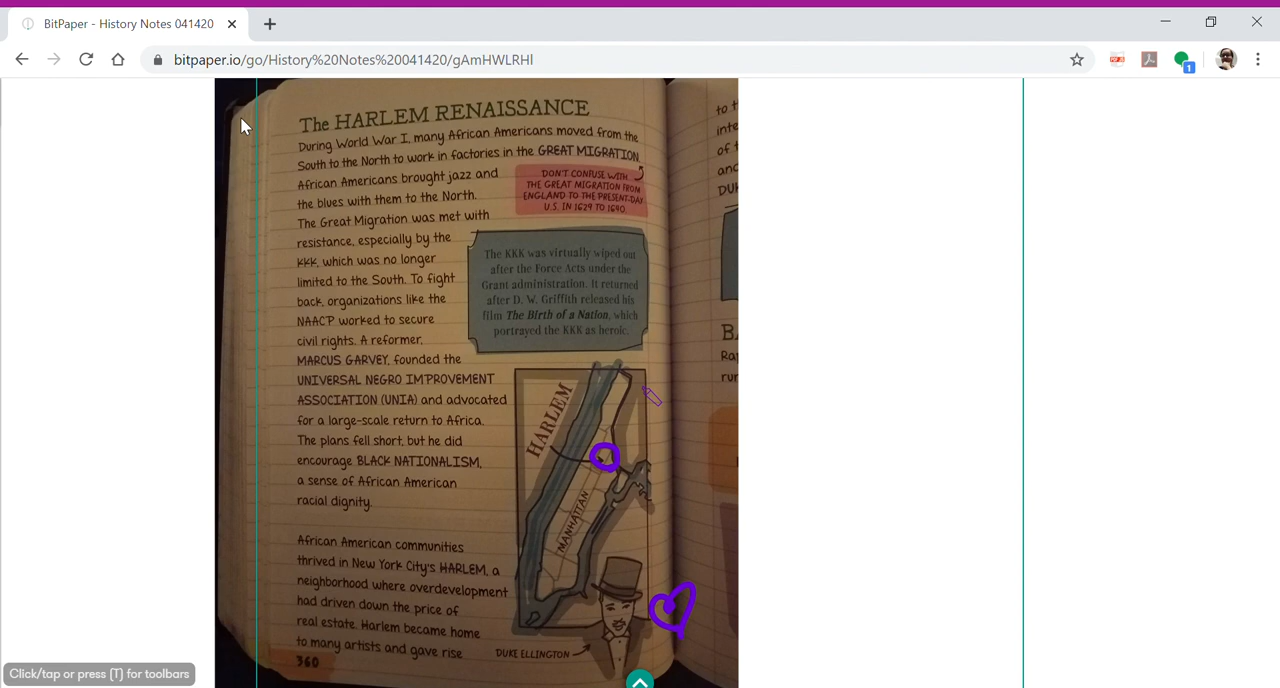 BitPaper - History Notes 041420
bitpaper.io/go/History%20Notes%20041420/gAmHWLRHl
1
The HARLEM RENAISSANCE
During World War I, many African Americans moved from the
South to the North to work in factories in the GREAT MIGRATION.
African Americans brought jazz and
the blues with them to the North.
The Great Migration was met with
resistance, especially by the
KKK, which was no longer
limited to the South. To fight
back, organizations like the
NAACP worked to secure
civil rights. A reformer,
MARCUS GARVEY, founded the
UNIVERSAL NEGRO IMPROVEMENT
ASSOCIATION (UNIA) and advocated
for a large-scale return to Africa.
The plans fell short, but he did
encourage BLACK NATIONALISM,
a sense of African American
racial dignity.
African American communities
thrived in New York City's HARLEM, a
neighborhood where overdevelopment
had driven down the price of
real estate. Harlem became home
to many artists and gave rise
360
DON'T CONFUSE WITH
THE GREAT MIGRATION FROM
ENGLAND TO THE PRESENT-DAY
U.S. IN 1629 TO 1640.
The KKK was virtually wiped out
after the Force Acts under the
Grant administration. It returned
after D. W. Griffith released his
film The Birth of a Nation, which
portrayed the KKK as heroic.
HARLEM
MANHATTAN
DUKE ELLINGTON
to t
inte
of t
and
DUK
B
Ra
rur
Click/tap or press (T) for toolbars